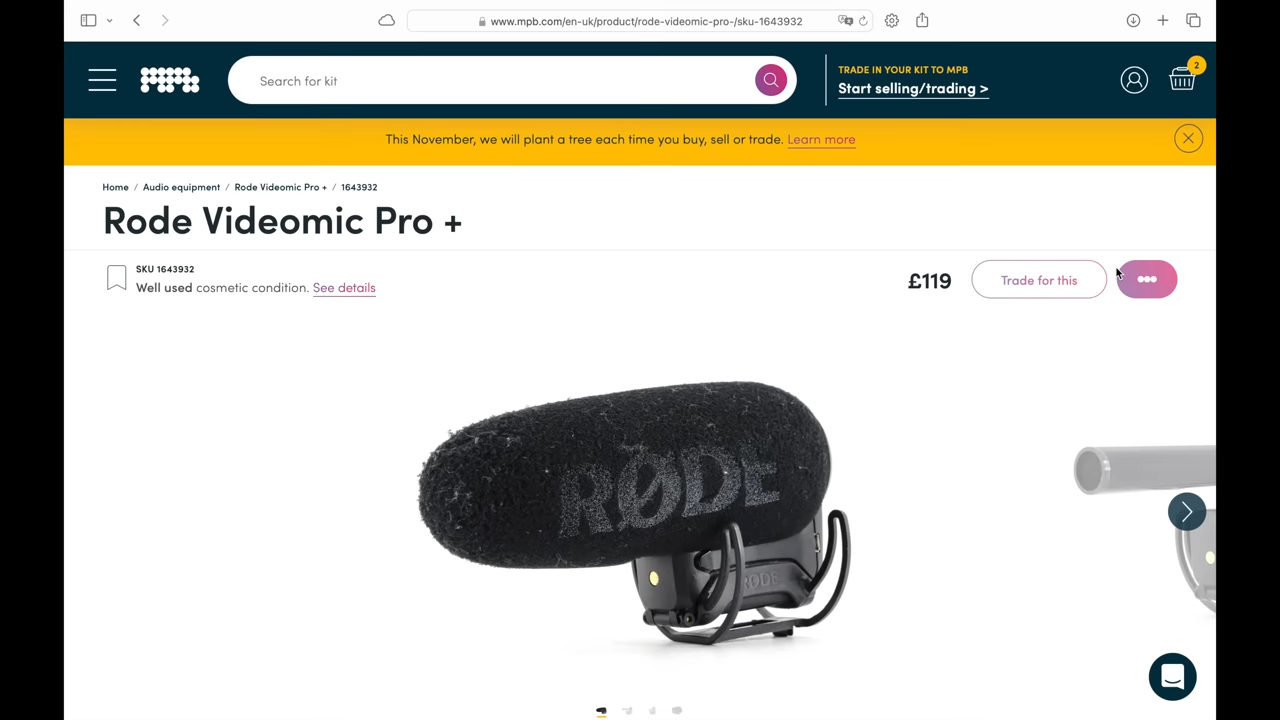 www.mpb.com/en-uk/product/rode-videomic-pro-/sku-1643932
mpb
Search for kit
TRADE IN YOUR KIT TO MPB
Start selling/trading >
2
This November, we will plant a tree each time you buy, sell or trade. Learn more
Home / Audio equipment / Rode Videomic Pro + / 1643932
Rode Videomic Pro +
SKU 1643932
Well used cosmetic condition. See details
£119
Trade for this
RØDE
RØDE